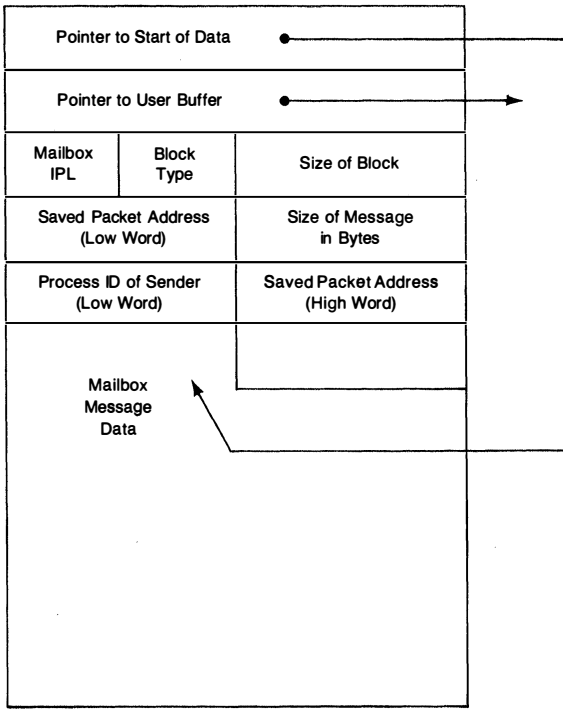 Pointer to Start of Data
Pointer to User Buffer
Mailbox
IPL
Block
Type
Size of Block
Saved Packet Address
(Low Word)
Size of Message
in Bytes
Process ID of Sender
(Low Word)
Saved Packet Address
(High Word)
Mailbox
Message
Data